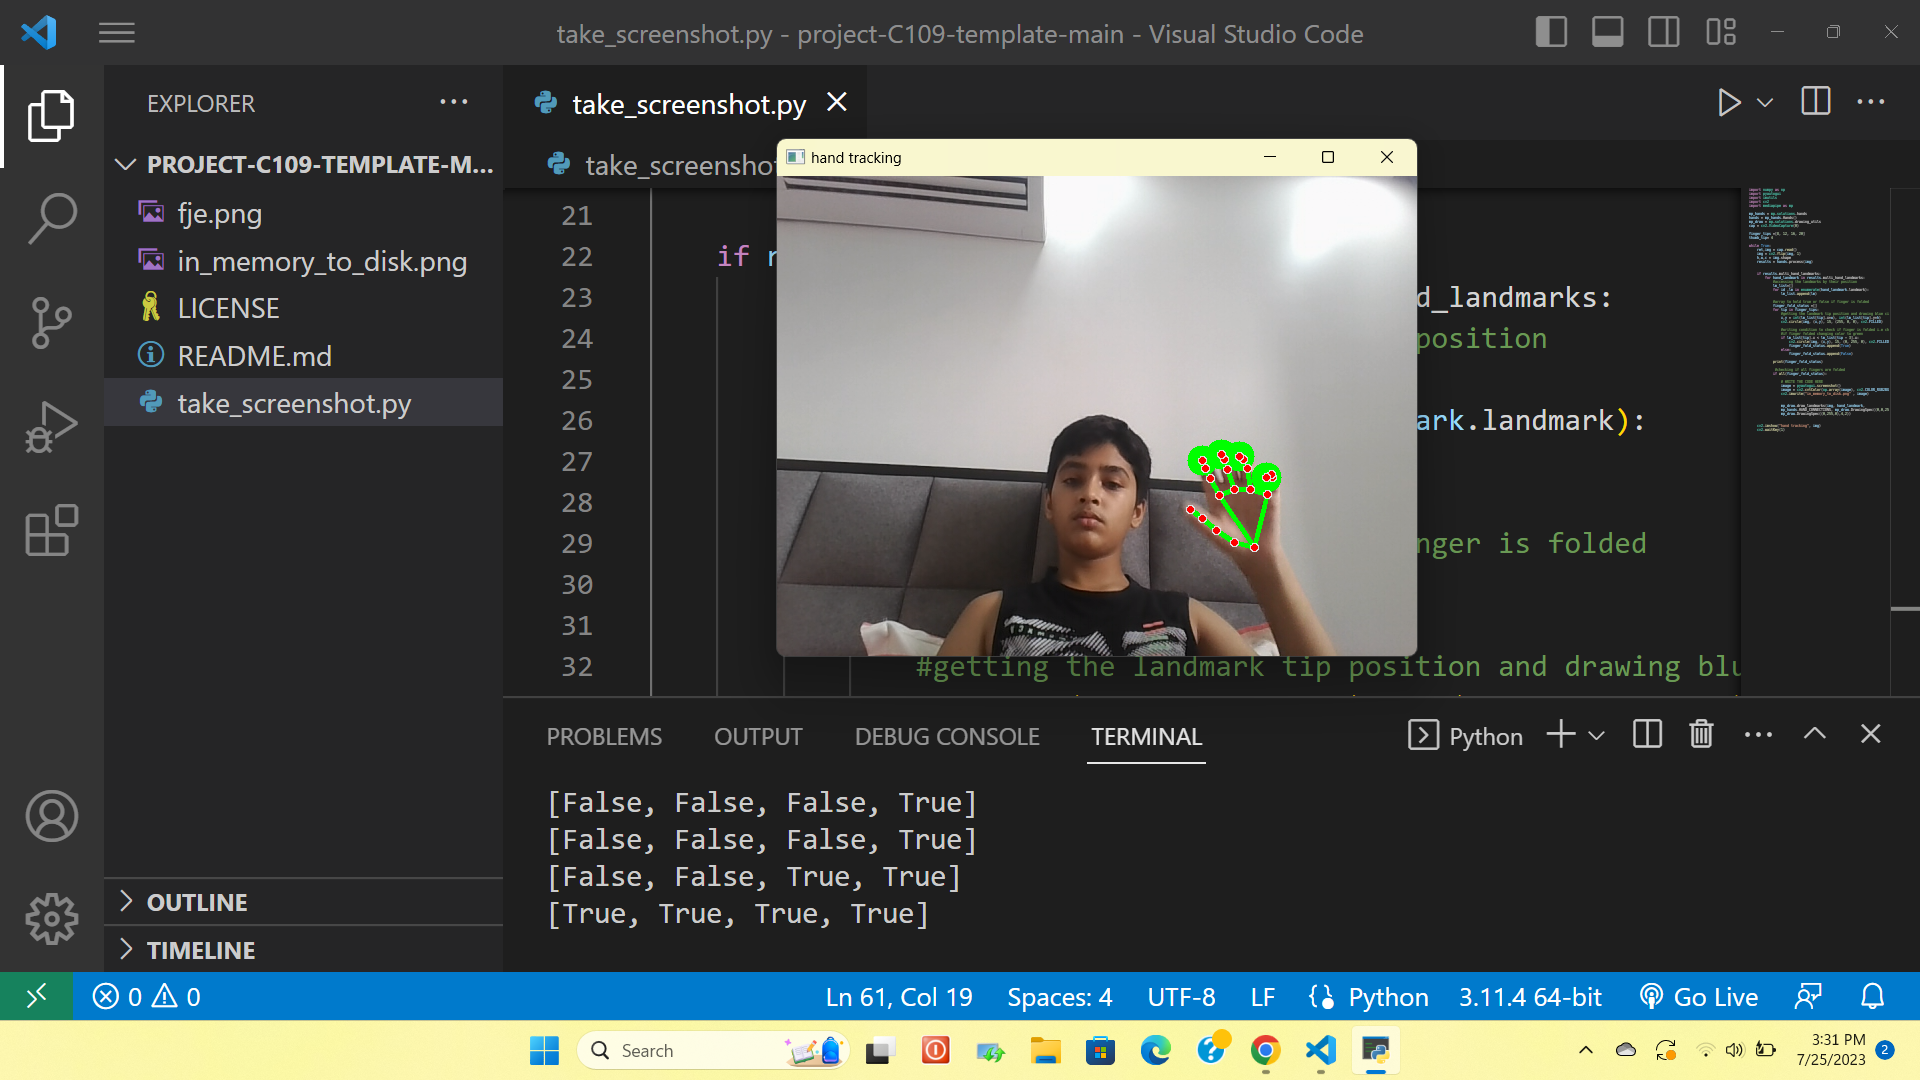 take_screenshot.py - project-C109-template-main - Visual Studio Code
EXPLORER
PROJECT-C109-TEMPLATE-M...
fje.png
in_memory_to_disk.png
LICENSE
README.md
take_screenshot.py
OUTLINE
TIMELINE
take_screenshot.py
take_screensho
hand tracking
21
22 if
23 d_landmarks:
24 position
25
26 ark.landmark):
27
28
29 nger is folded
30
31
32 #getting the landmark tip position and drawing blu
PROBLEMS OUTPUT DEBUG CONSOLE TERMINAL
Python
[False, False, False, True]
[False, False, False, True]
[False, False, True, True]
[True, True, True, True]
0 0 Ln 61, Col 19 Spaces: 4 UTF-8 LF Python 3.11.4 64-bit Go Live
Search
3:31 PM
7/25/2023
2